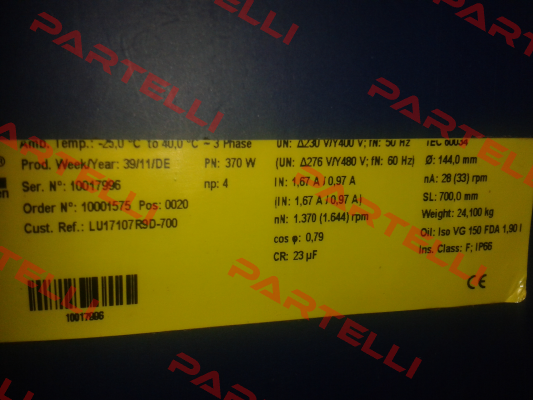 PARTELLI
Amb. Temp.: -25,0 °C to 40,0 °C – 3 Phase UN: Δ230 V/Y400 V; fN: 50 Hz IEC 60034
® Prod. Week/Year: 39/11/DE PN: 370 W (UN: Δ276 V/Y480 V; fN: 60 Hz) Ø: 144,0 mm
Ser. N°: 10017996 np: 4 IN: 1,67 A / 0,97 A nA: 28 (33) rpm
en Order N°: 10001575 Pos: 0020 (IN: 1,67 A / 0,97 A) SL: 700,0 mm
Cust. Ref.: LU17107R9D-700 nN: 1.370 (1.644) rpm Weight: 24,100 kg
cos φ: 0,79 Oil: Iso VG 150 FDA 1,90 l
CR: 23 µF Ins. Class: F; IP66
CE
10017996
PARTELLI
PARTELLI
PARTELLI